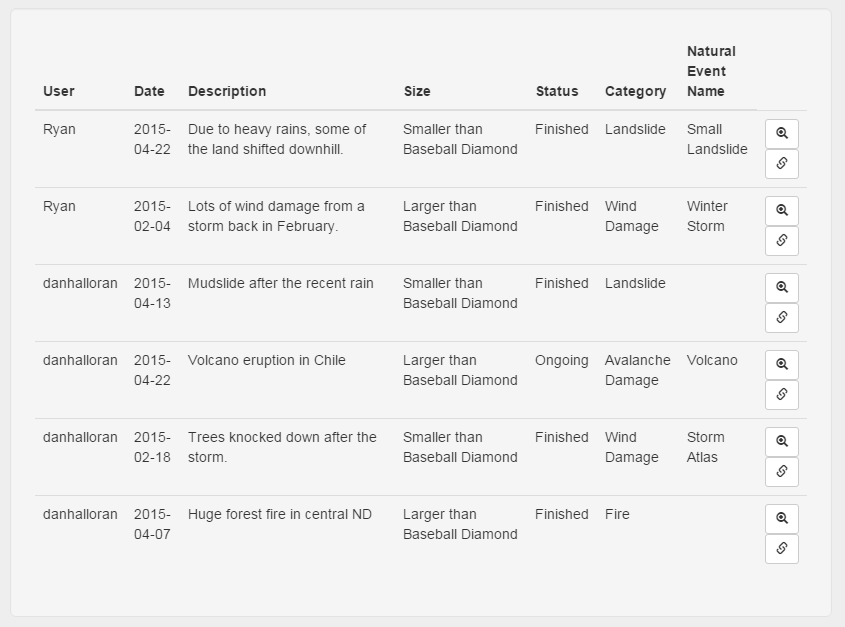 User Date Description Size Status Category Natural Event Name
Ryan 2015-04-22 Due to heavy rains, some of the land shifted downhill. Smaller than Baseball Diamond Finished Landslide Small Landslide
Ryan 2015-02-04 Lots of wind damage from a storm back in February. Larger than Baseball Diamond Finished Wind Damage Winter Storm
danhalloran 2015-04-13 Mudslide after the recent rain Smaller than Baseball Diamond Finished Landslide
danhalloran 2015-04-22 Volcano eruption in Chile Larger than Baseball Diamond Ongoing Avalanche Damage Volcano
danhalloran 2015-02-18 Trees knocked down after the storm. Smaller than Baseball Diamond Finished Wind Damage Storm Atlas
danhalloran 2015-04-07 Huge forest fire in central ND Larger than Baseball Diamond Finished Fire